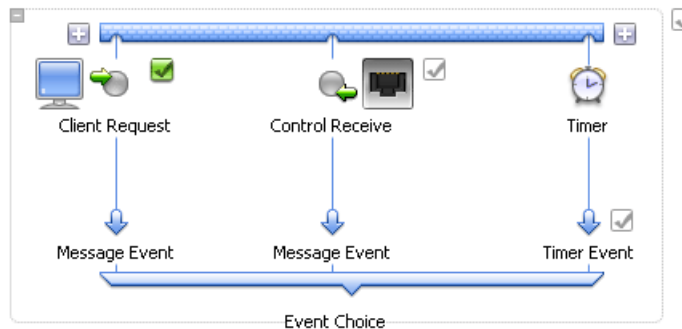 Client Request
Control Receive
Timer
Message Event
Message Event
Timer Event
Event Choice